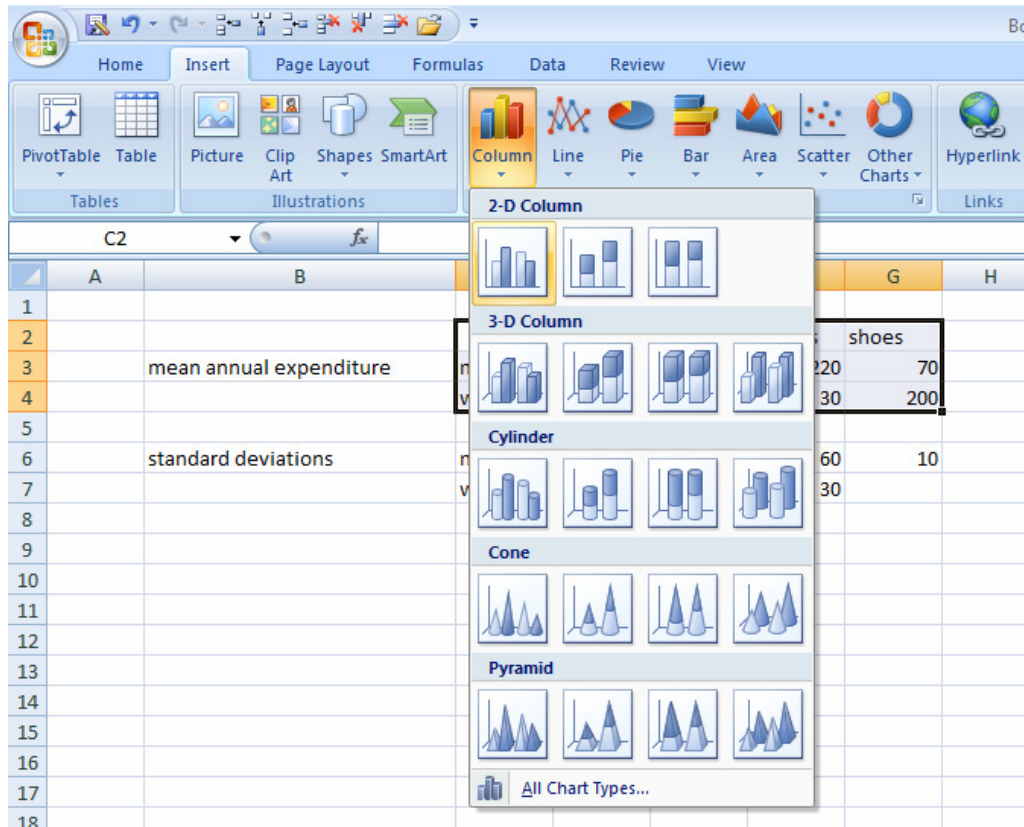 Bo
Home Insert Page Layout Formulas Data Review View
PivotTable Table Picture Clip Art Shapes SmartArt Column Line Pie Bar Area Scatter Other Charts Hyperlink
Tables Illustrations Links
C2 fx
2-D Column
A B G H
1
3-D Column
2 s shoes
3 mean annual expenditure m 220 70
4 w 30 200
5
Cylinder
6 standard deviations m 60 10
7 w 30
8
9
Cone
10
11
12
13
Pyramid
14
15
16
17
All Chart Types...
18